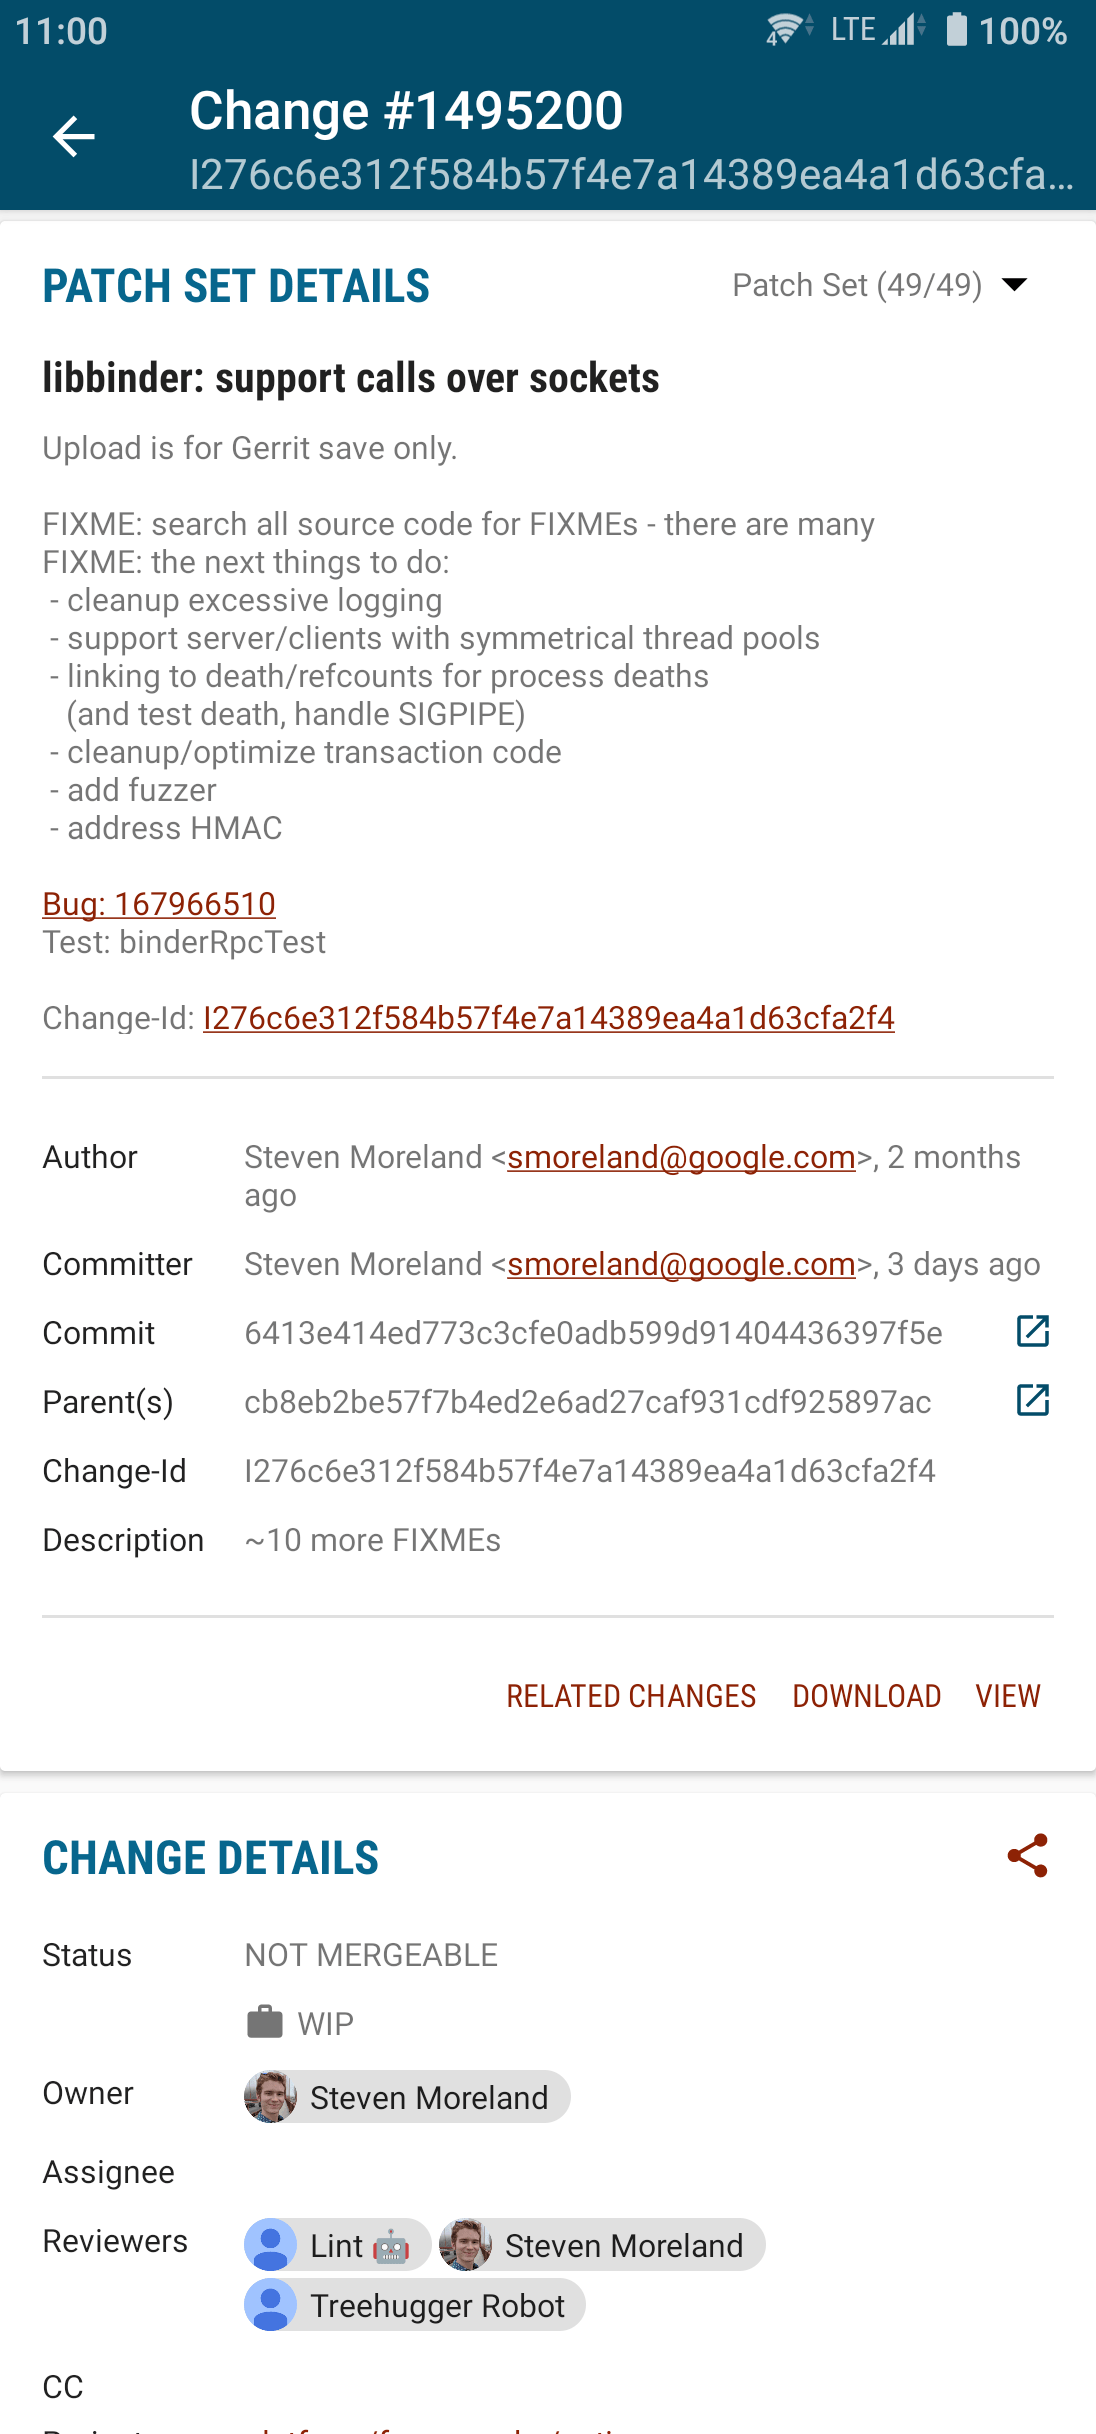 11:00
4 LTE 100%
Change #1495200
I276c6e312f584b57f4e7a14389ea4a1d63cfa...
PATCH SET DETAILS
Patch Set (49/49)
libbinder: support calls over sockets
Upload is for Gerrit save only.
FIXME: search all source code for FIXMEs - there are many
FIXME: the next things to do:
- cleanup excessive logging
- support server/clients with symmetrical thread pools
- linking to death/refcounts for process deaths
(and test death, handle SIGPIPE)
- cleanup/optimize transaction code
- add fuzzer
- address HMAC
Bug: 167966510
Test: binderRpcTest
Change-Id: I276c6e312f584b57f4e7a14389ea4a1d63cfa2f4
Author Steven Moreland <smoreland@google.com>, 2 months
ago
Committer Steven Moreland <smoreland@google.com>, 3 days ago
Commit 6413e414ed773c3cfe0adb599d91404436397f5e
Parent(s) cb8eb2be57f7b4ed2e6ad27caf931cdf925897ac
Change-Id I276c6e312f584b57f4e7a14389ea4a1d63cfa2f4
Description ~10 more FIXMEs
RELATED CHANGES DOWNLOAD VIEW
CHANGE DETAILS
Status NOT MERGEABLE
WIP
Owner Steven Moreland
Assignee
Reviewers Lint 🤖 Steven Moreland
Treehugger Robot
CC